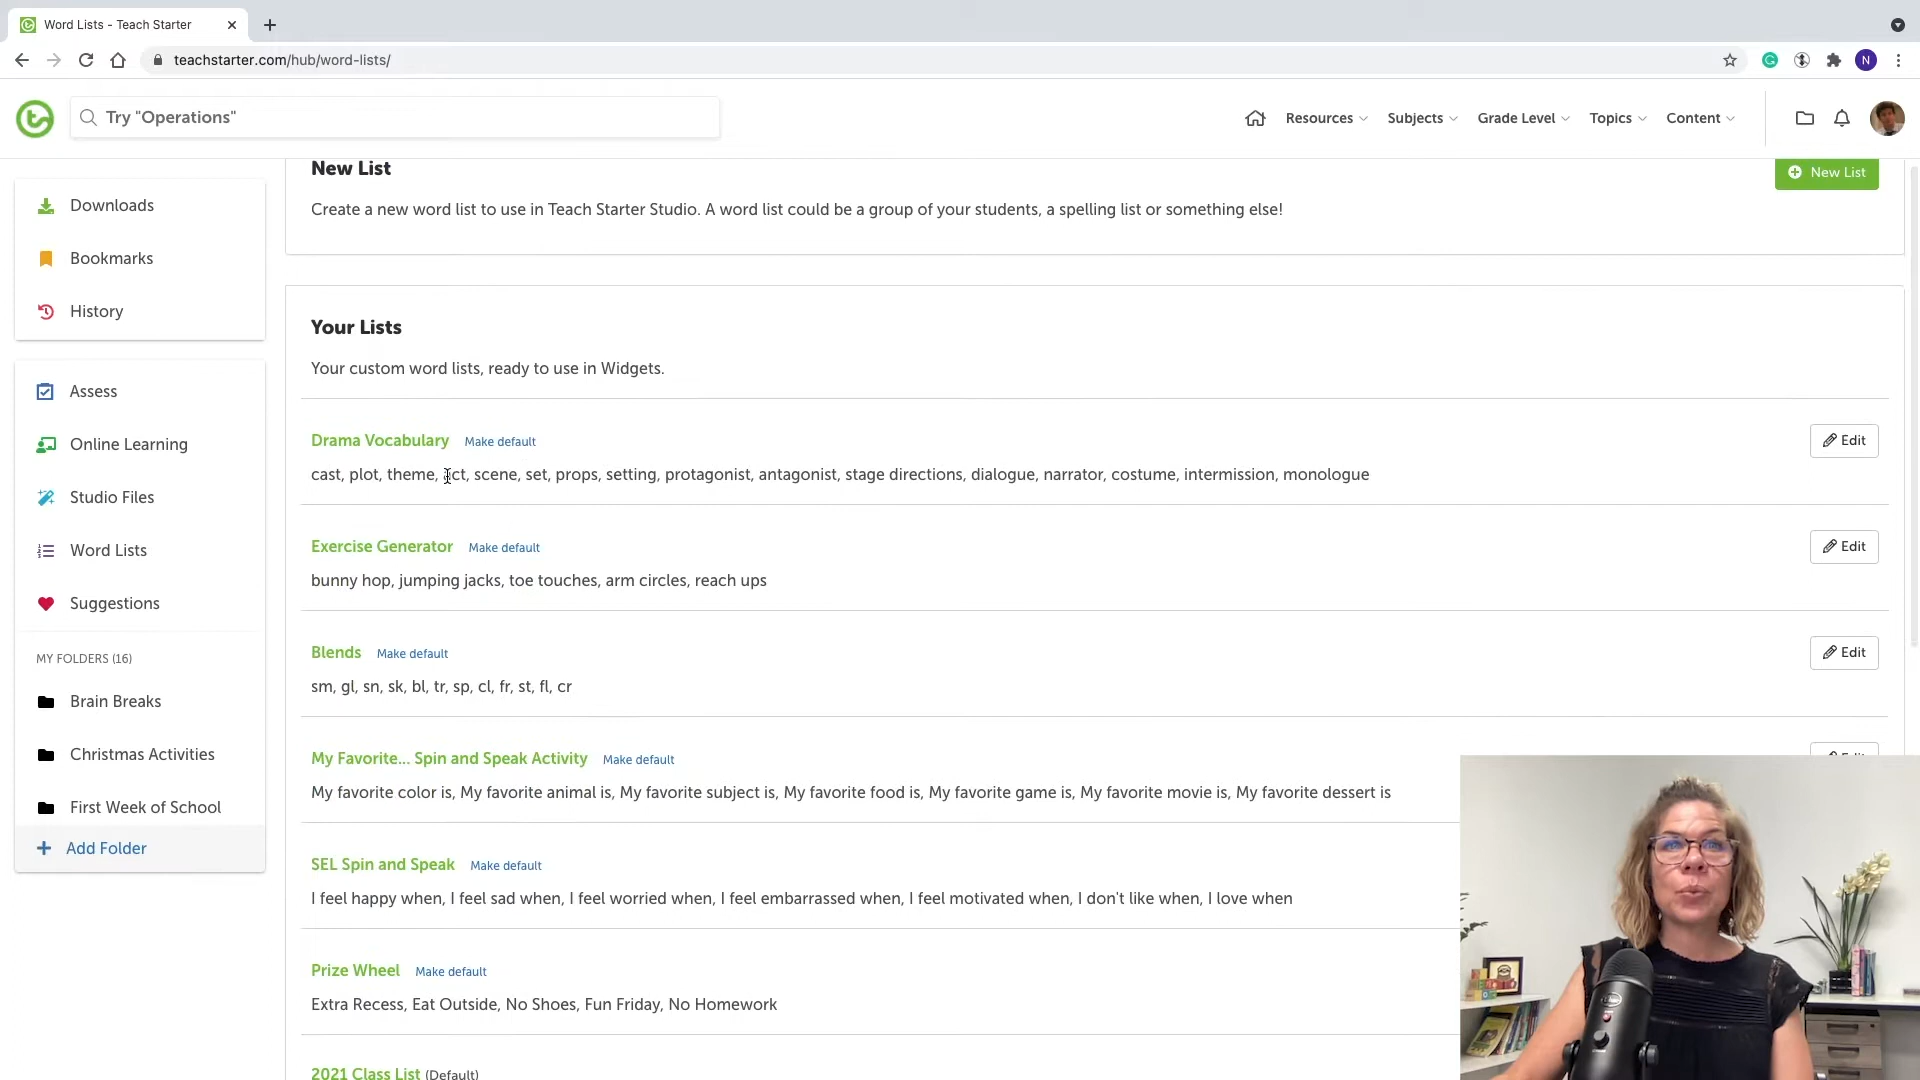 Word Lists - Teach Starter
teachstarter.com/hub/word-lists/
N
Try "Operations"
Resources
Subjects
Grade Level
Topics
Content
New List
New List
Create a new word list to use in Teach Starter Studio. A word list could be a group of your students, a spelling list or something else!
Downloads
Bookmarks
History
Assess
Online Learning
Studio Files
Word Lists
Suggestions
MY FOLDERS (16)
Brain Breaks
Christmas Activities
First Week of School
Add Folder
Your Lists
Your custom word lists, ready to use in Widgets.
Drama Vocabulary Make default
Edit
cast, plot, theme, act, scene, set, props, setting, protagonist, antagonist, stage directions, dialogue, narrator, costume, intermission, monologue
Exercise Generator Make default
Edit
bunny hop, jumping jacks, toe touches, arm circles, reach ups
Blends Make default
Edit
sm, gl, sn, sk, bl, tr, sp, cl, fr, st, fl, cr
My Favorite... Spin and Speak Activity Make default
Edit
My favorite color is, My favorite animal is, My favorite subject is, My favorite food is, My favorite game is, My favorite movie is, My favorite dessert is
SEL Spin and Speak Make default
I feel happy when, I feel sad when, I feel worried when, I feel embarrassed when, I feel motivated when, I don't like when, I love when
Prize Wheel Make default
Extra Recess, Eat Outside, No Shoes, Fun Friday, No Homework
2021 Class List (Default)